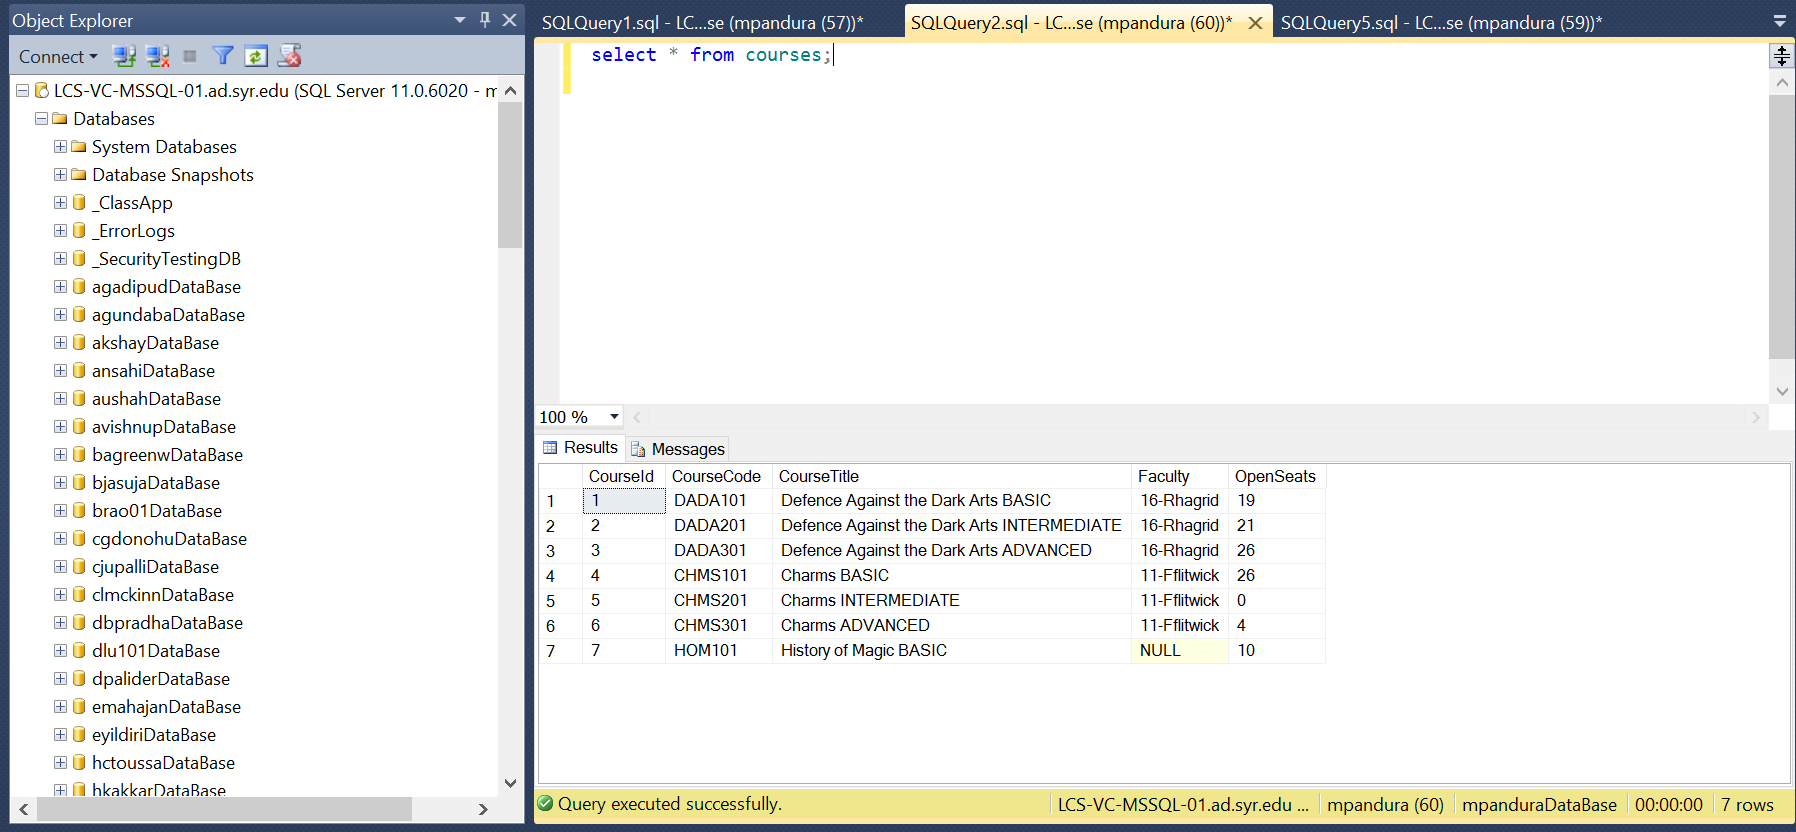 Object Explorer
Connect
LCS-VC-MSSQL-01.ad.syr.edu (SQL Server 11.0.6020 - m
Databases
System Databases
Database Snapshots
_ClassApp
_ErrorLogs
_SecurityTestingDB
agadipudDataBase
agundabaDataBase
akshayDataBase
ansahiDataBase
aushahDataBase
avishnupDataBase
bagreenwDataBase
bjasujaDataBase
brao01DataBase
cgdonohuDataBase
cjupalliDataBase
clmckinnDataBase
dbpradhaDataBase
dlu101DataBase
dpaliderDataBase
emahajanDataBase
eyildiriDataBase
hctoussaDataBase
hkakkarDataBase
SQLQuery1.sql - LC...se (mpandura (57))* SQLQuery2.sql - LC...se (mpandura (60))* SQLQuery5.sql - LC...se (mpandura (59))*
select * from courses;
100 %
Results Messages
CourseId CourseCode CourseTitle Faculty OpenSeats
1 1 DADA101 Defence Against the Dark Arts BASIC 16-Rhagrid 19
2 2 DADA201 Defence Against the Dark Arts INTERMEDIATE 16-Rhagrid 21
3 3 DADA301 Defence Against the Dark Arts ADVANCED 16-Rhagrid 26
4 4 CHMS101 Charms BASIC 11-Fflitwick 26
5 5 CHMS201 Charms INTERMEDIATE 11-Fflitwick 0
6 6 CHMS301 Charms ADVANCED 11-Fflitwick 4
7 7 HOM101 History of Magic BASIC NULL 10
Query executed successfully. LCS-VC-MSSQL-01.ad.syr.edu ... mpandura (60) mpanduraDataBase 00:00:00 7 rows